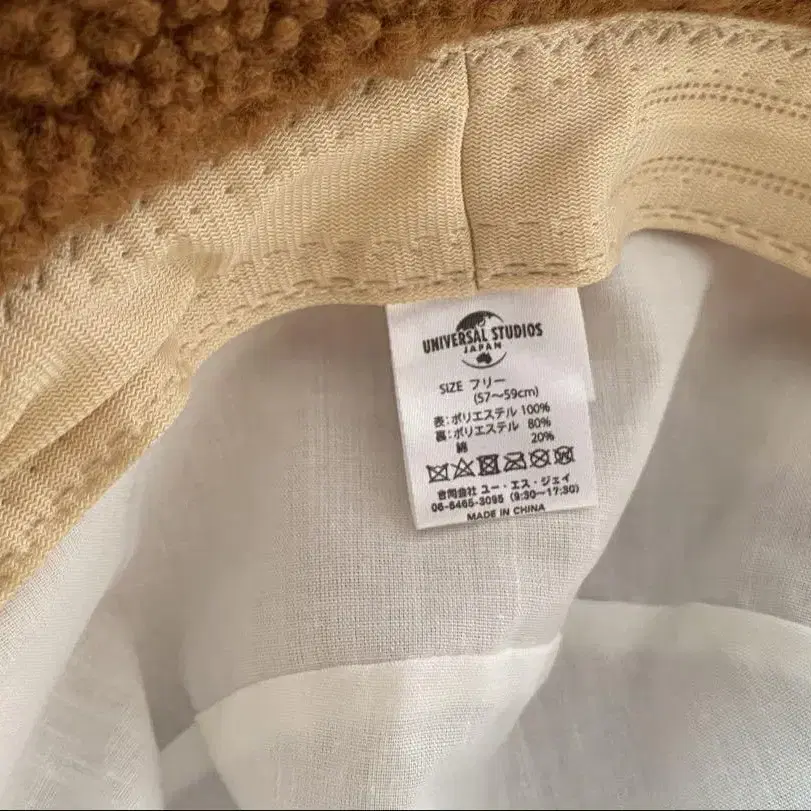 UNIVERSAL STUDIOS
JAPAN
SIZE フリー
(57～59cm)
表:ポリエステル 100%
裏:ポリエステル 80%
綿 20%
合同会社 ユー・エス・ジェイ
06-6465-3095 (9:30～17:30)
MADE IN CHINA